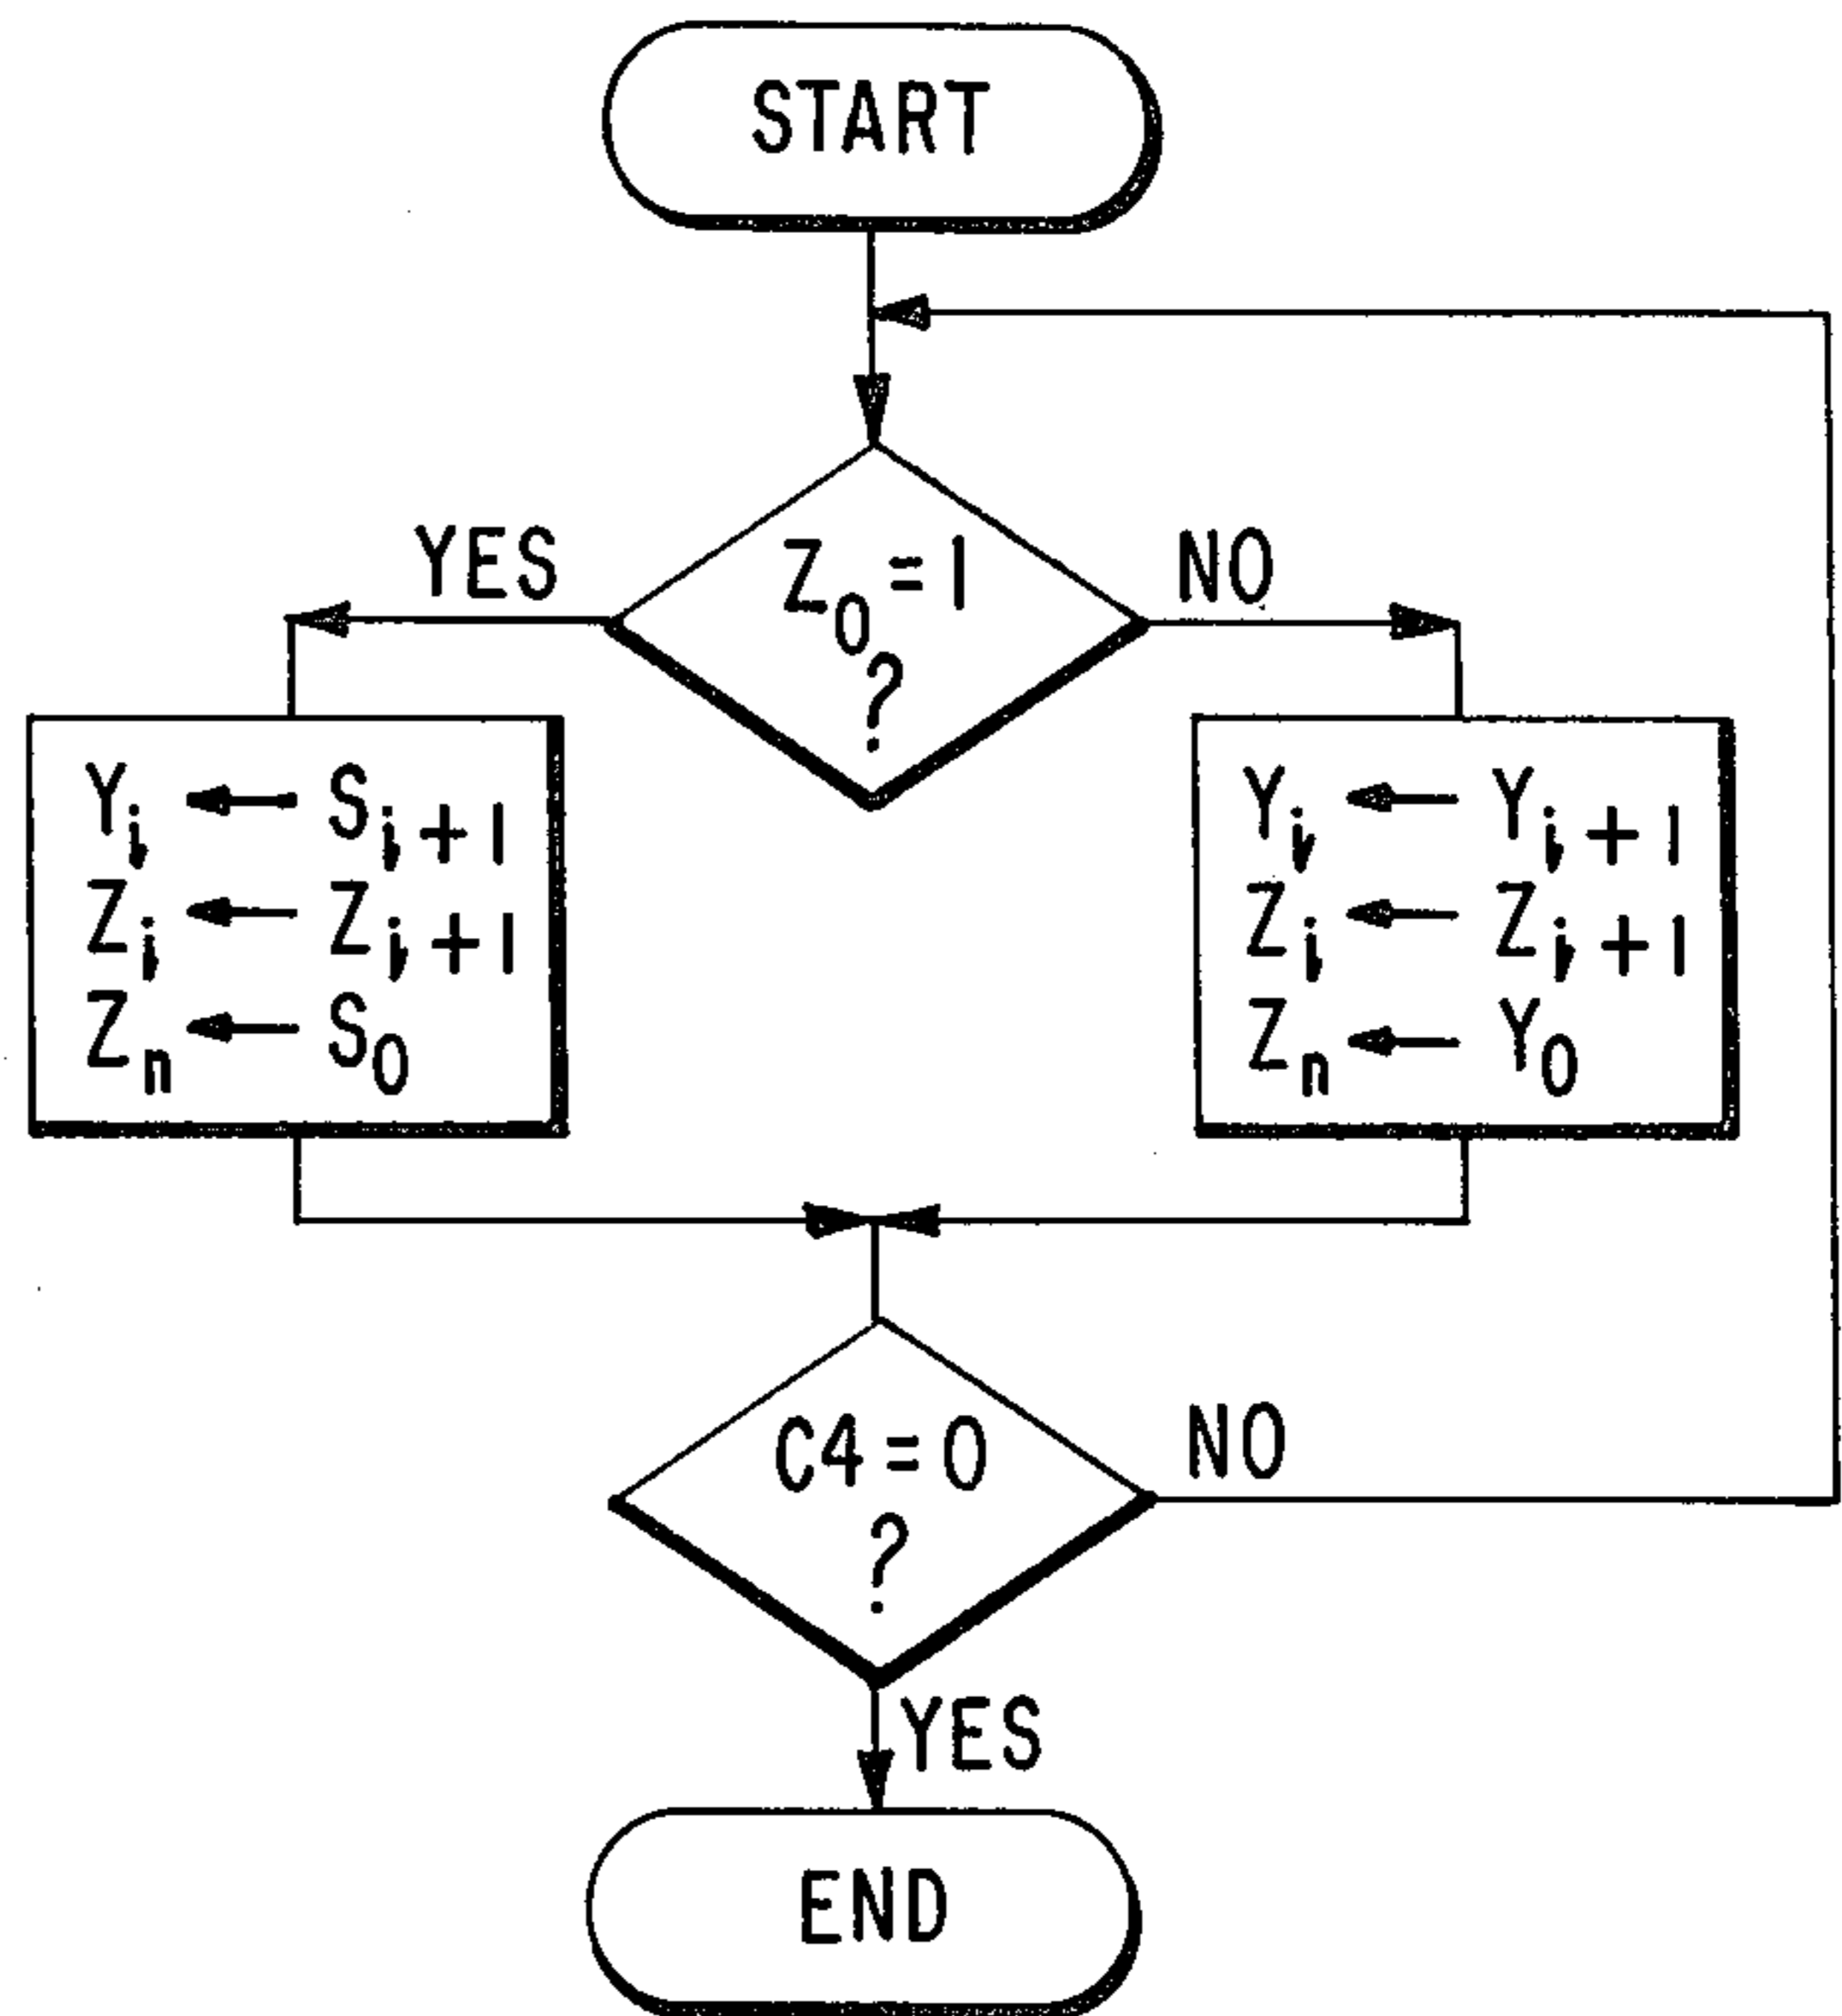 START
YES
Z₀ = 1
?
NO
Yᵢ ← Sᵢ₊₁
Zᵢ ← Zᵢ₊₁
Zₙ ← S₀
Yᵢ ← Yᵢ₊₁
Zᵢ ← Zᵢ₊₁
Zₙ ← Y₀
C4 = 0
?
NO
YES
END